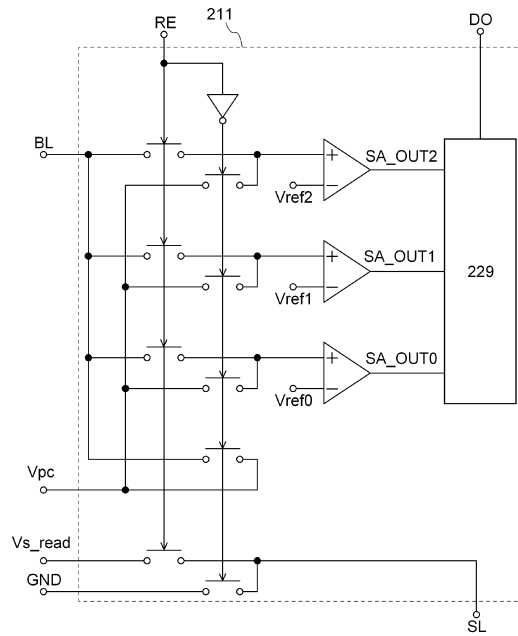 RE
211
DO
BL
+
SA_OUT2
Vref2
−
+
SA_OUT1
229
Vref1
−
+
SA_OUT0
Vref0
−
Vpc
Vs_read
GND
SL